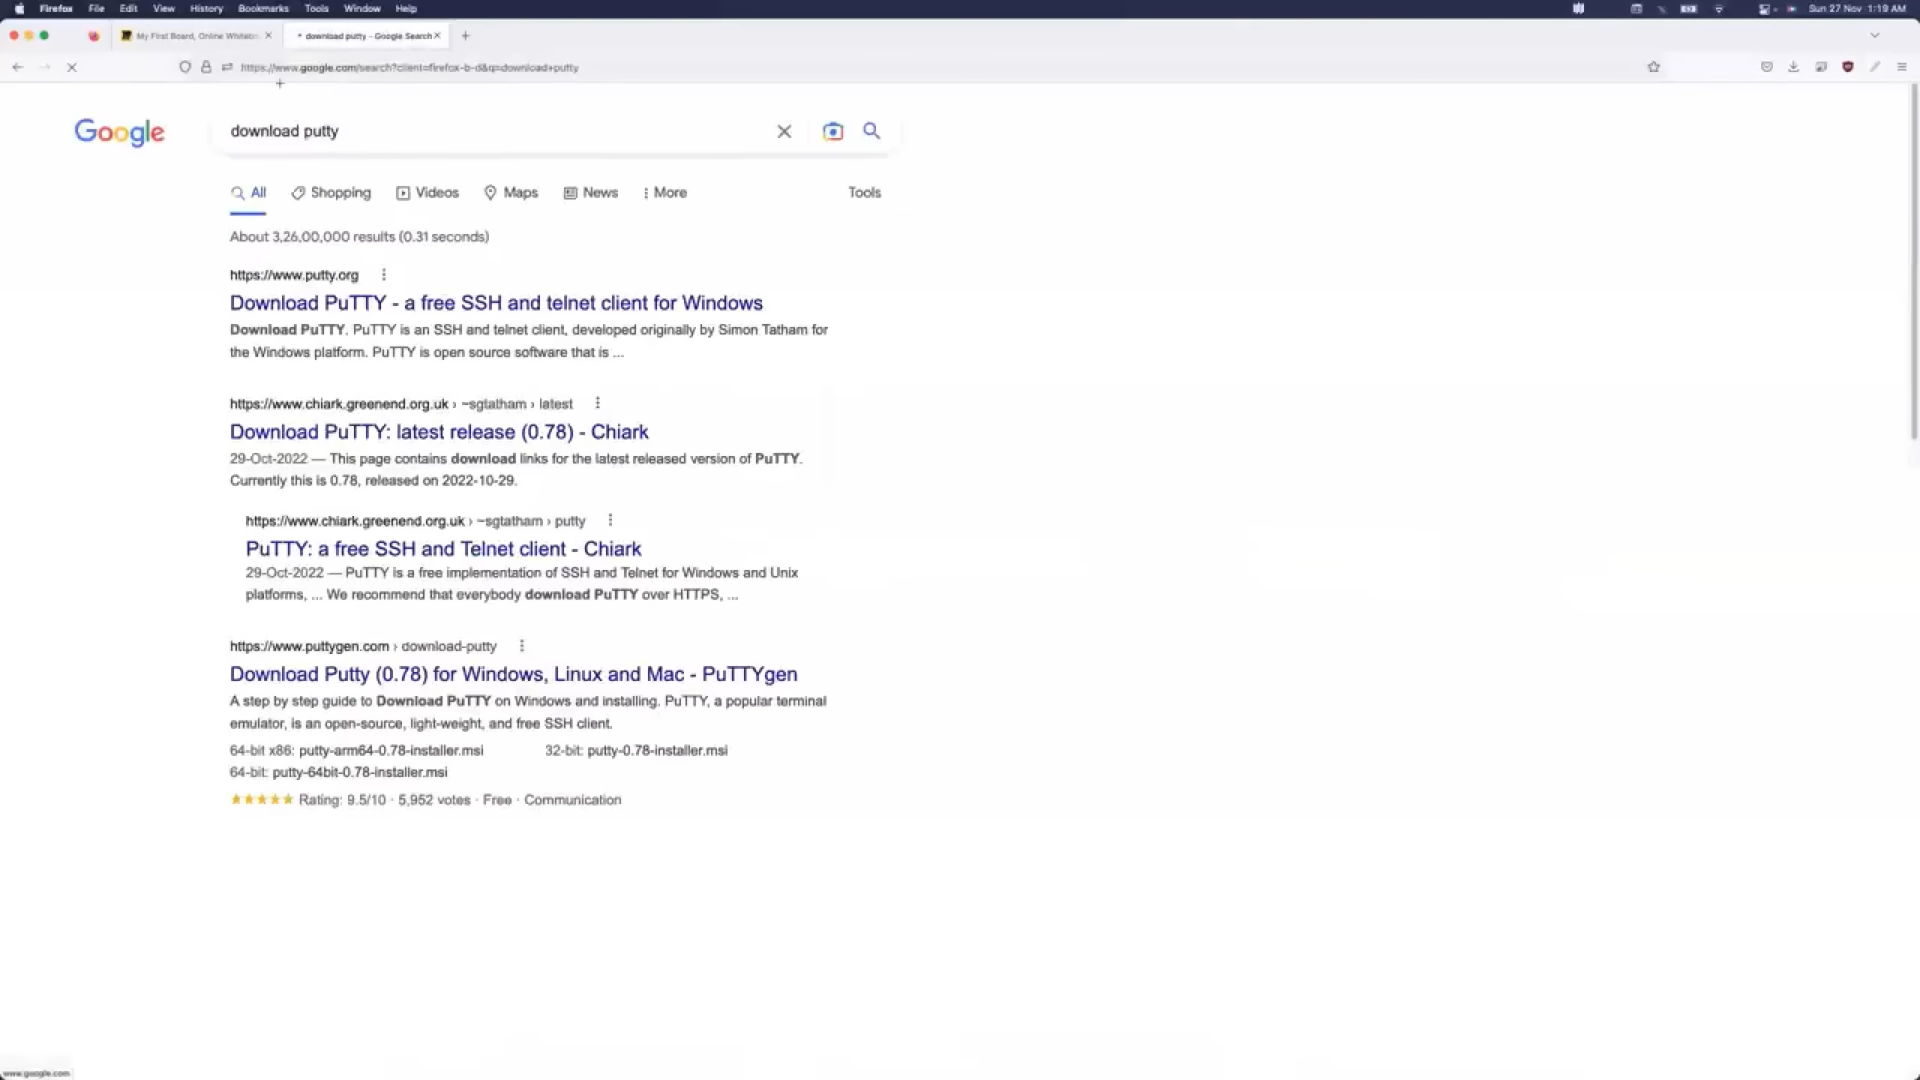 Firefox File Edit View History Bookmarks Tools Window Help
Sun 27 Nov 1:19 AM
My First Board, Online Whitebo
download putty - Google Search
https://www.google.com/search?client=firefox-b-d&q=download+putty
Google
download putty
All Shopping Videos Maps News More Tools
About 3,26,00,000 results (0.31 seconds)
https://www.putty.org
Download PuTTY - a free SSH and telnet client for Windows
Download PuTTY. PuTTY is an SSH and telnet client, developed originally by Simon Tatham for
the Windows platform. PuTTY is open source software that is ...
https://www.chiark.greenend.org.uk › ~sgtatham › latest
Download PuTTY: latest release (0.78) - Chiark
29-Oct-2022 — This page contains download links for the latest released version of PuTTY.
Currently this is 0.78, released on 2022-10-29.
https://www.chiark.greenend.org.uk › ~sgtatham › putty
PuTTY: a free SSH and Telnet client - Chiark
29-Oct-2022 — PuTTY is a free implementation of SSH and Telnet for Windows and Unix
platforms, ... We recommend that everybody download PuTTY over HTTPS, ...
https://www.puttygen.com › download-putty
Download Putty (0.78) for Windows, Linux and Mac - PuTTYgen
A step by step guide to Download PuTTY on Windows and installing. PuTTY, a popular terminal
emulator, is an open-source, light-weight, and free SSH client.
64-bit x86: putty-arm64-0.78-installer.msi 32-bit: putty-0.78-installer.msi
64-bit: putty-64bit-0.78-installer.msi
Rating: 9.5/10 · 5,952 votes · Free · Communication
www.google.com